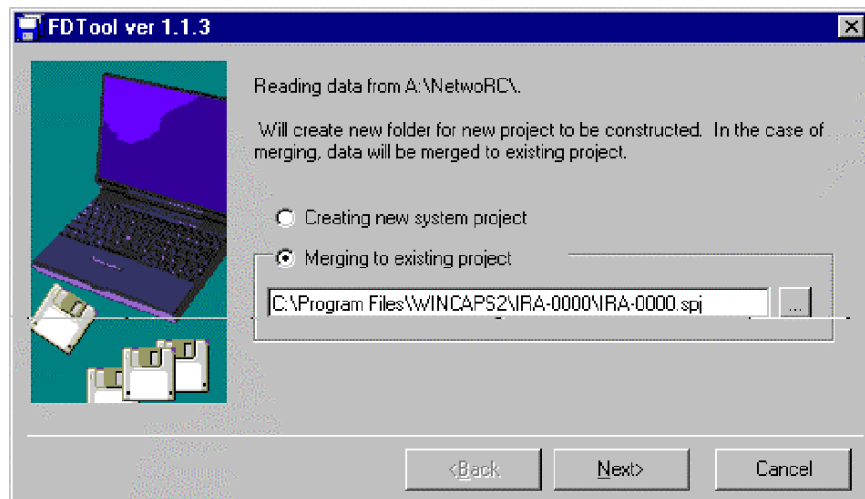 FDTool ver 1.1.3
Reading data from A:\NetwoRC\.
Will create new folder for new project to be constructed. In the case of
merging, data will be merged to existing project.
Creating new system project
Merging to existing project
C:\Program Files\WINCAPS2\IRA-0000\IRA-0000.spj
...
<Back
Next>
Cancel